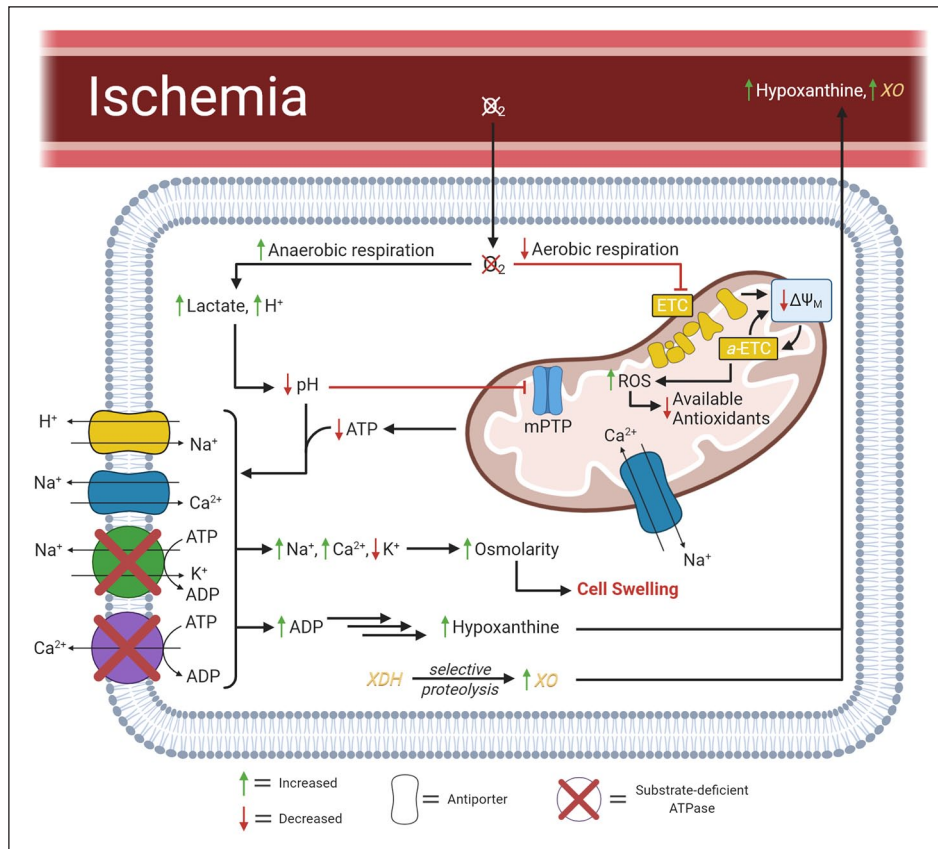 Ischemia
O₂
↑Hypoxanthine, ↑XO
↑Anaerobic respiration
O₂
↓Aerobic respiration
↑Lactate, ↑H⁺
ETC
↓ΔΨM
a-ETC
↑ROS
↓Available
Antioxidants
↓pH
mPTP
↓ATP
Ca²⁺
Na⁺
H⁺
Na⁺
Na⁺
Ca²⁺
Na⁺
ATP
K⁺
ADP
↑Na⁺, ↑Ca²⁺, ↓K⁺
↑Osmolarity
Cell Swelling
Ca²⁺
ATP
ADP
↑ADP
↑Hypoxanthine
XDH
selective
proteolysis
↑XO
↑ = Increased
↓ = Decreased
= Antiporter
= Substrate-deficient
ATPase